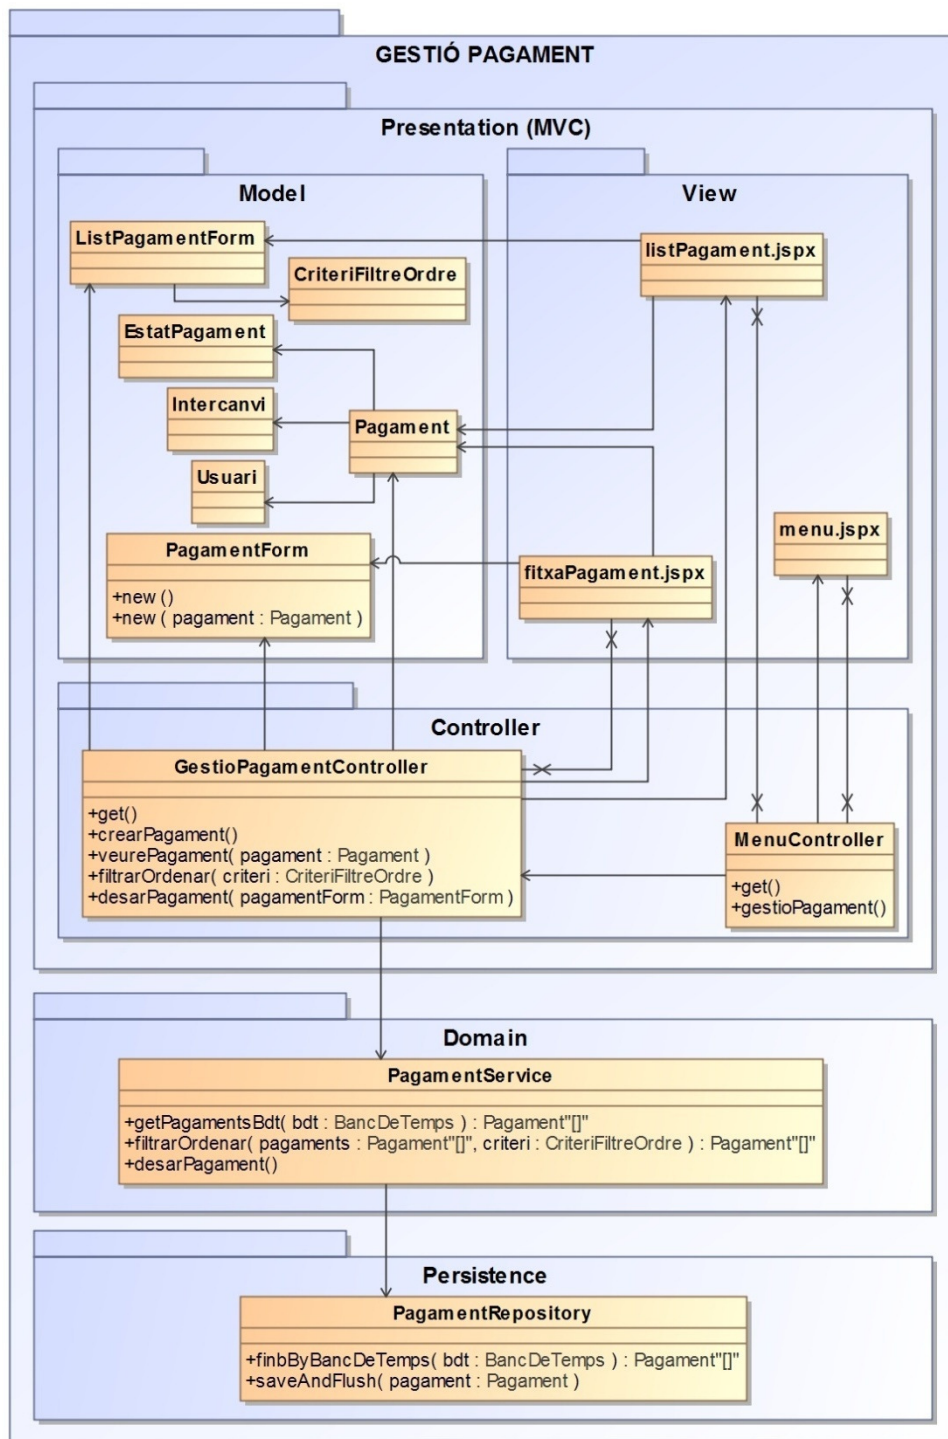 GESTIÓ PAGAMENT
Presentation (MVC)
Model
ListPagamentForm
CriteriFiltreOrdre
EstatPagament
Intercanvi
Pagament
Usuari
PagamentForm
+new ()
+new ( pagament : Pagament )
View
listPagament.jspx
menu.jspx
fitxaPagament.jspx
Controller
GestioPagamentController
+get()
+crearPagament()
+veurePagament( pagament : Pagament )
+filtrarOrdenar( criteri : CriteriFiltreOrdre )
+desarPagament( pagamentForm : PagamentForm )
MenuController
+get()
+gestioPagament()
Domain
PagamentService
+getPagamentsBdt( bdt : BancDeTemps ) : Pagament"[]"
+filtrarOrdenar( pagaments : Pagament"[]", criteri : CriteriFiltreOrdre ) : Pagament"[]"
+desarPagament()
Persistence
PagamentRepository
+finbByBancDeTemps( bdt : BancDeTemps ) : Pagament"[]"
+saveAndFlush( pagament : Pagament )